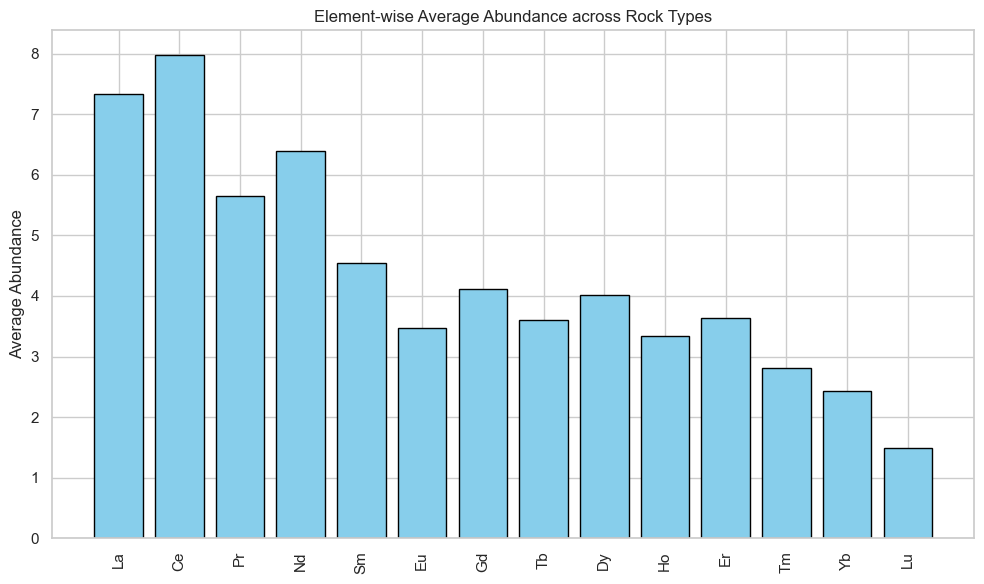 Element-wise Average Abundance across Rock Types
Average Abundance
8
7
6
5
4
3
2
1
0
La
Ce
Pr
Nd
Sm
Eu
Gd
Tb
Dy
Ho
Er
Tm
Yb
Lu